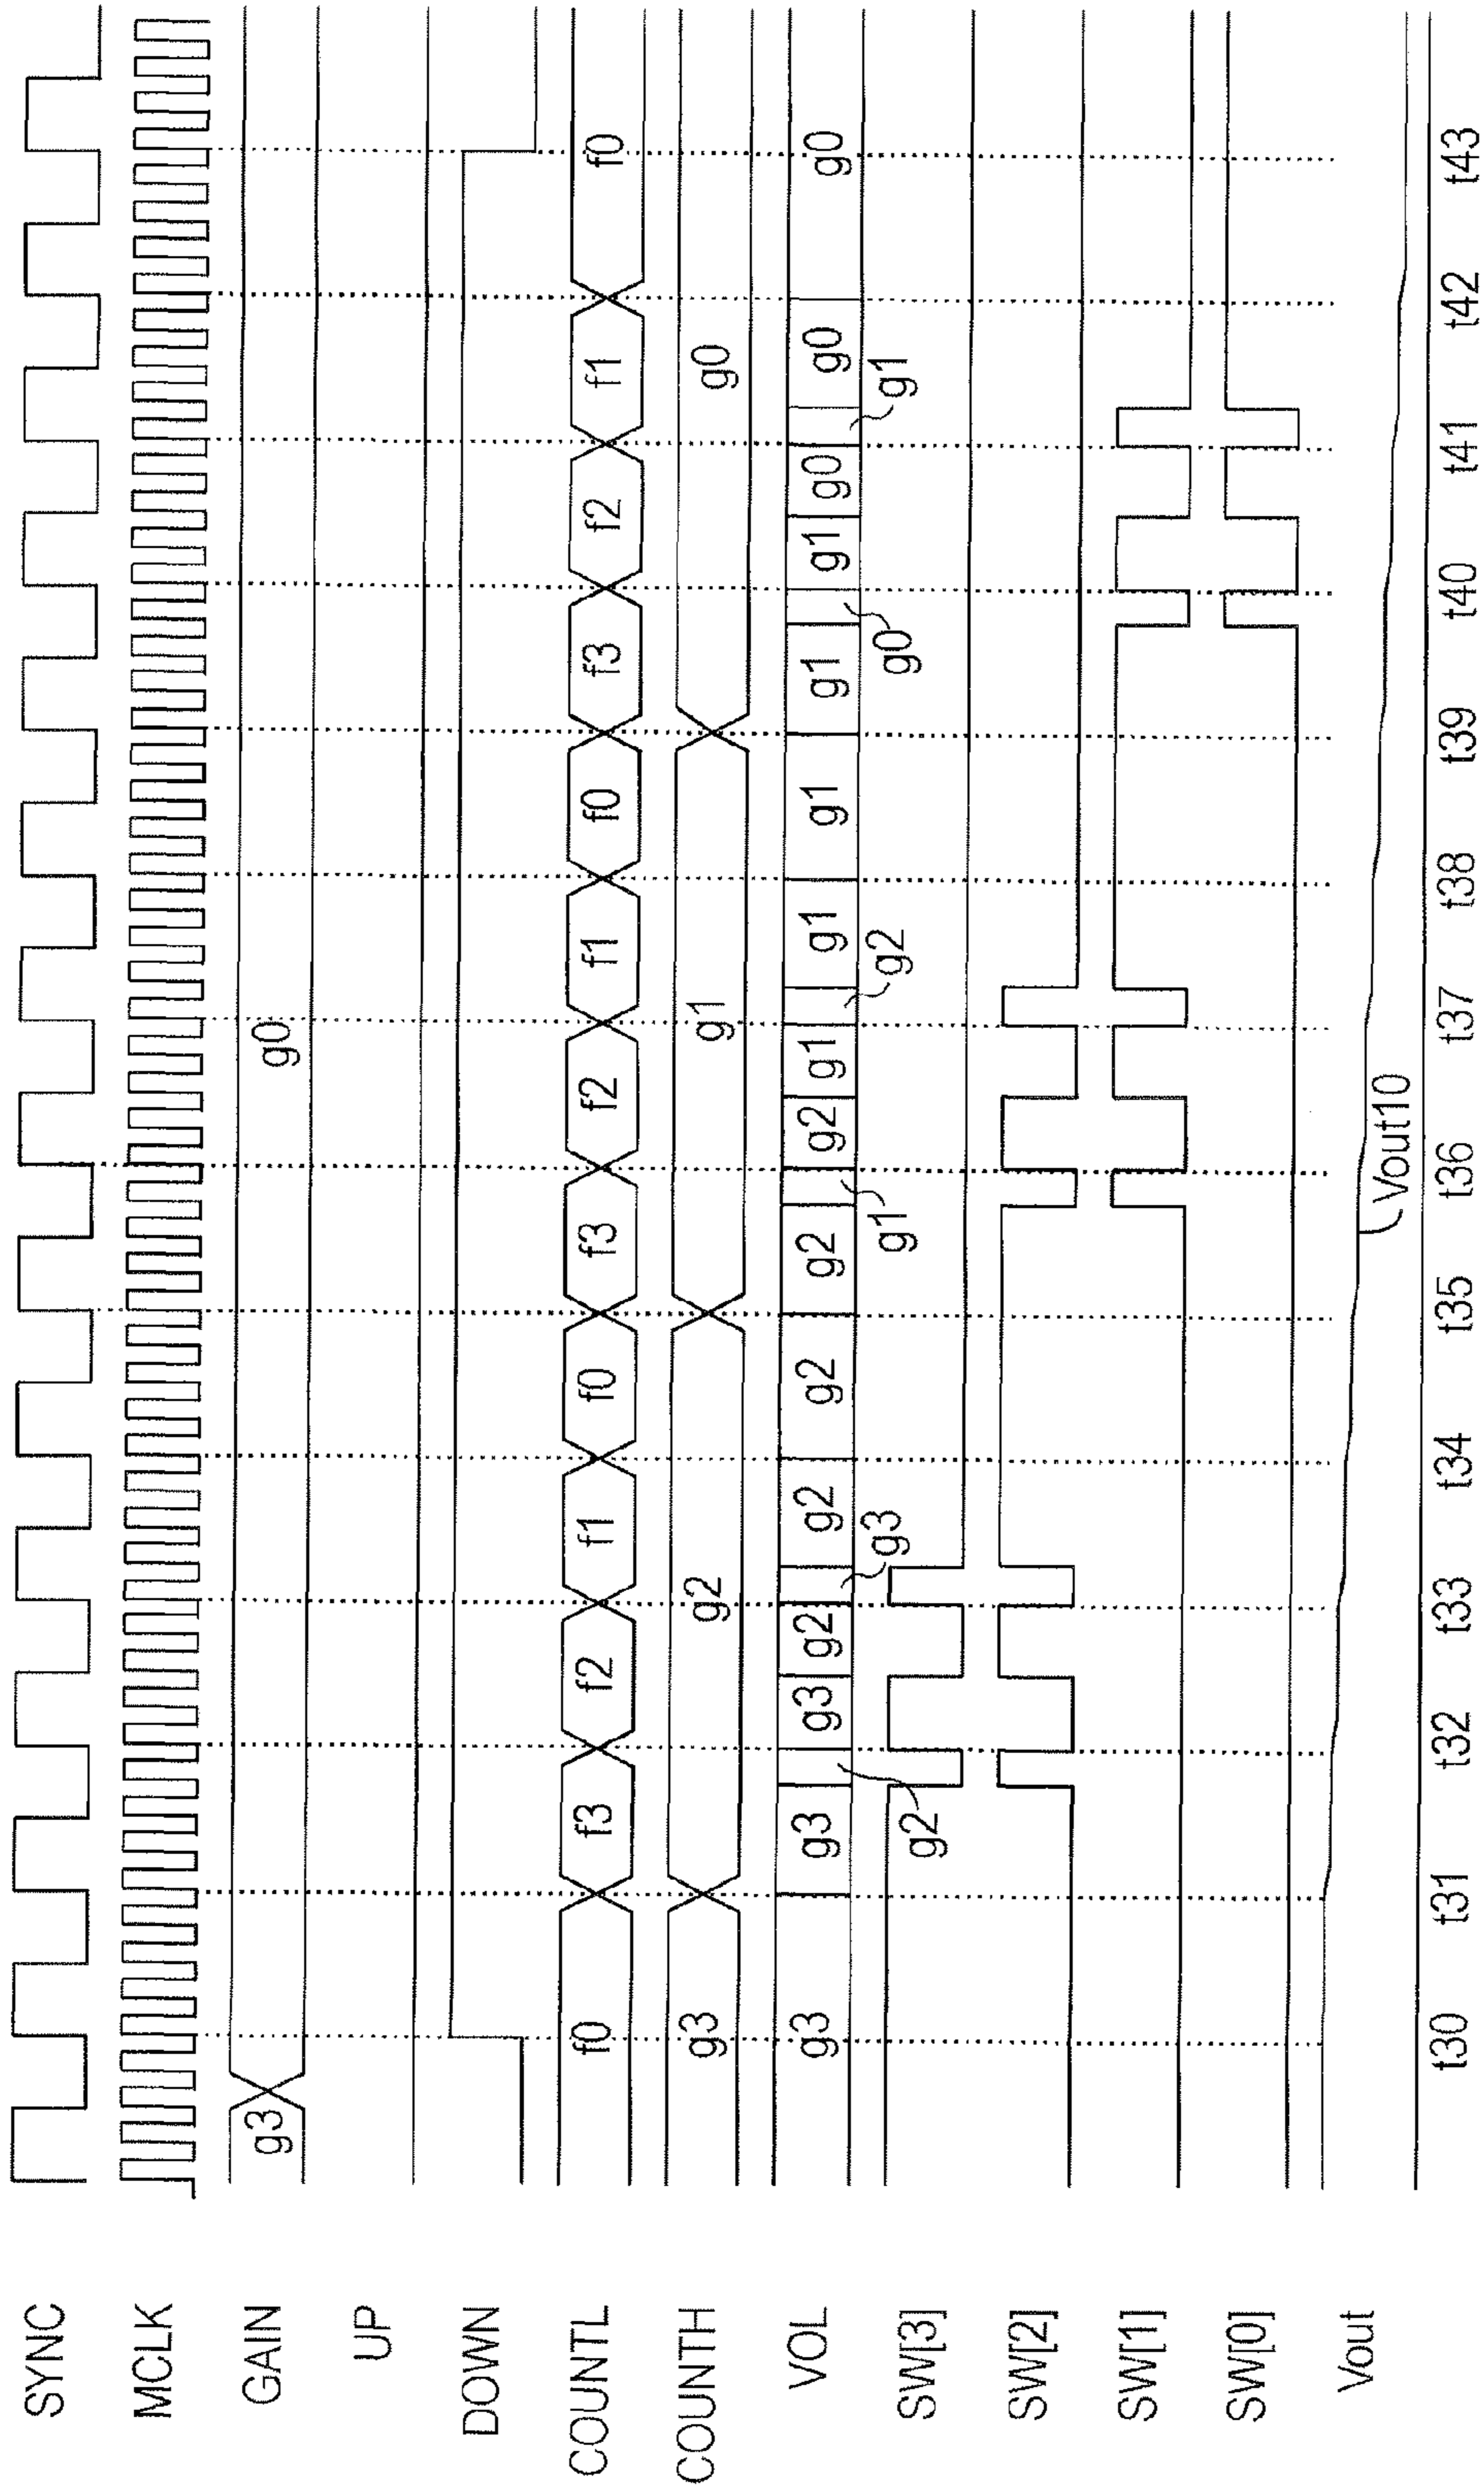 SYNC
MCLK
GAIN g3 g0
UP
DOWN
COUNTL f0 f3 f2 f1 f0 f3 f2 f1 f0 f3 f2 f1 f0
COUNTH g3 g2 g1 g0
VOL g3 g3 g3 g2 g2 g2 g2 g2 g1 g1 g1 g1 g1 g0 g0 g0
g2 g3 g1 g2 g0 g1
SW[3]
SW[2]
SW[1]
SW[0]
Vout Vout10
t30 t31 t32 t33 t34 t35 t36 t37 t38 t39 t40 t41 t42 t43